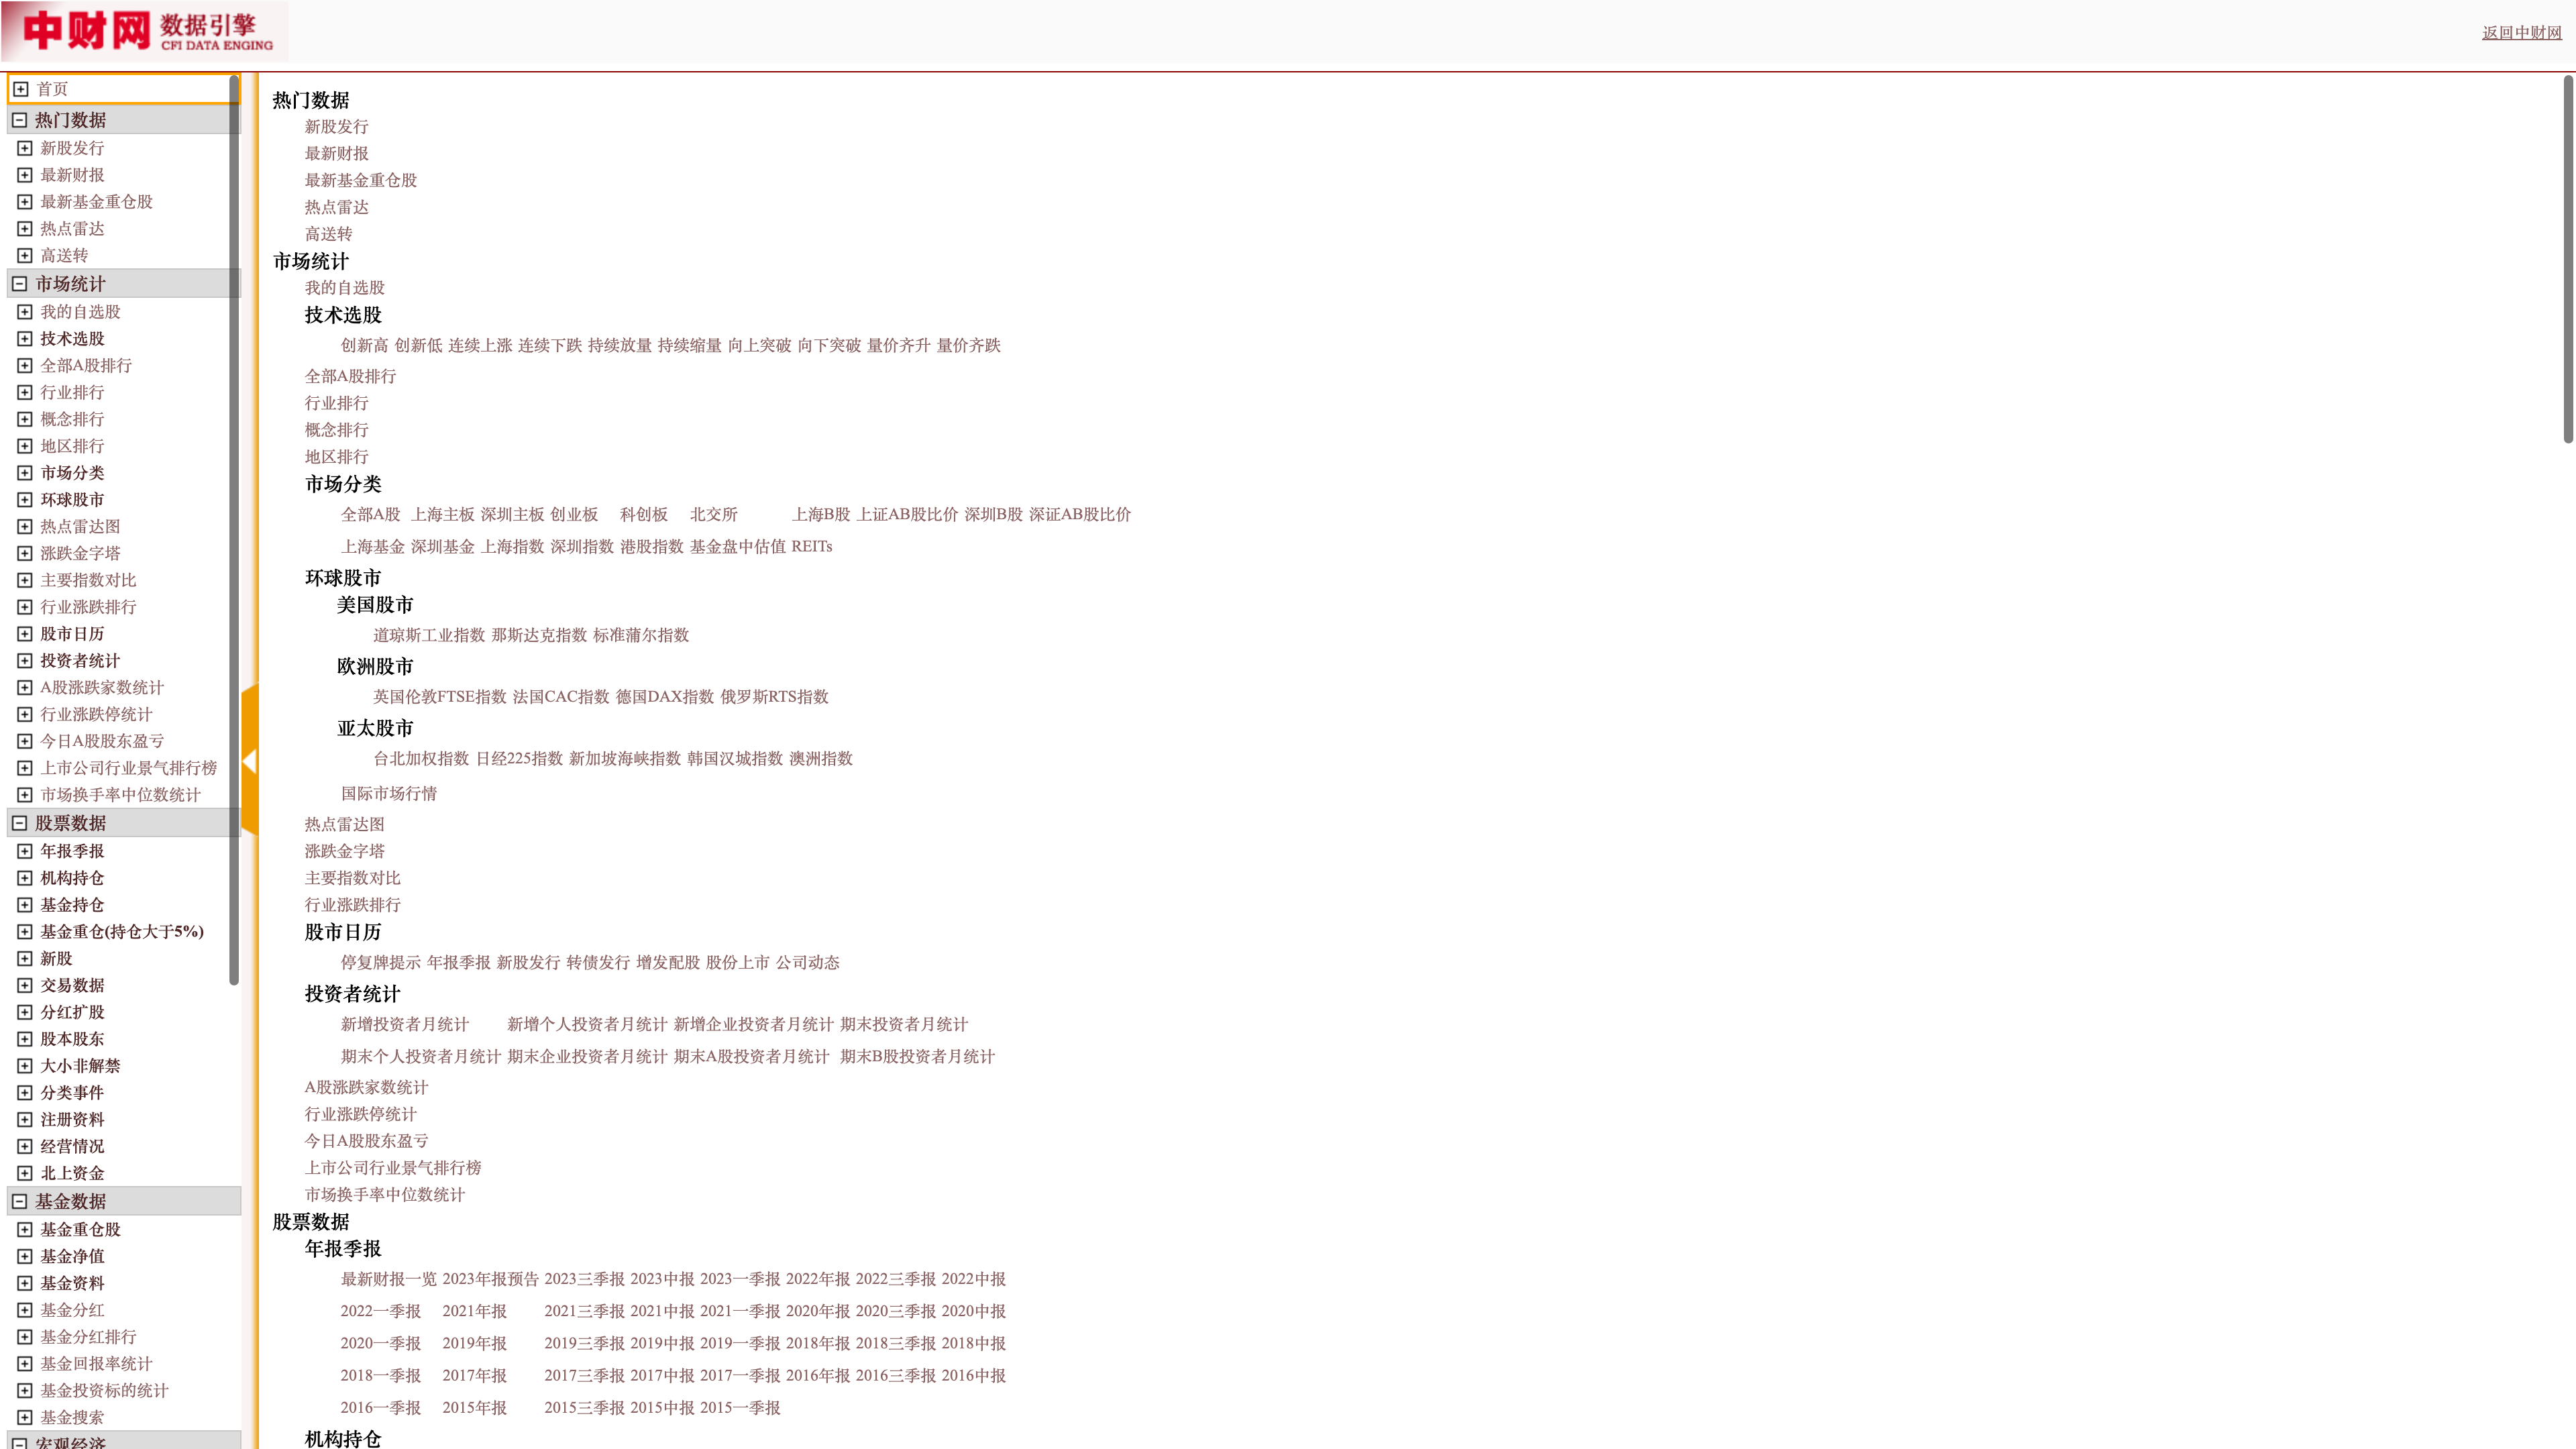 中财网 数据引擎
CFI DATA ENGING
返回中财网
首页
热门数据
新股发行
最新财报
最新基金重仓股
热点雷达
高送转
市场统计
我的自选股
技术选股
全部A股排行
行业排行
概念排行
地区排行
市场分类
环球股市
热点雷达图
涨跌金字塔
主要指数对比
行业涨跌排行
股市日历
投资者统计
A股涨跌家数统计
行业涨跌停统计
今日A股股东盈亏
上市公司行业景气排行榜
市场换手率中位数统计
股票数据
年报季报
机构持仓
基金持仓
基金重仓(持仓大于5%)
新股
交易数据
分红扩股
股本股东
大小非解禁
分类事件
注册资料
经营情况
北上资金
基金数据
基金重仓股
基金净值
基金资料
基金分红
基金分红排行
基金回报率统计
基金投资标的统计
基金搜索
宏观经济
热门数据
新股发行
最新财报
最新基金重仓股
热点雷达
高送转
市场统计
我的自选股
技术选股
创新高 创新低 连续上涨 连续下跌 持续放量 持续缩量 向上突破 向下突破 量价齐升 量价齐跌
全部A股排行
行业排行
概念排行
地区排行
市场分类
全部A股 上海主板 深圳主板 创业板 科创板 北交所 上海B股 上证AB股比价 深圳B股 深证AB股比价
上海基金 深圳基金 上海指数 深圳指数 港股指数 基金盘中估值 REITs
环球股市
美国股市
道琼斯工业指数 那斯达克指数 标准蒲尔指数
欧洲股市
英国伦敦FTSE指数 法国CAC指数 德国DAX指数 俄罗斯RTS指数
亚太股市
台北加权指数 日经225指数 新加坡海峡指数 韩国汉城指数 澳洲指数
国际市场行情
热点雷达图
涨跌金字塔
主要指数对比
行业涨跌排行
股市日历
停复牌提示 年报季报 新股发行 转债发行 增发配股 股份上市 公司动态
投资者统计
新增投资者月统计 新增个人投资者月统计 新增企业投资者月统计 期末投资者月统计
期末个人投资者月统计 期末企业投资者月统计 期末A股投资者月统计 期末B股投资者月统计
A股涨跌家数统计
行业涨跌停统计
今日A股股东盈亏
上市公司行业景气排行榜
市场换手率中位数统计
股票数据
年报季报
最新财报一览 2023年报预告 2023三季报 2023中报 2023一季报 2022年报 2022三季报 2022中报
2022一季报 2021年报 2021三季报 2021中报 2021一季报 2020年报 2020三季报 2020中报
2020一季报 2019年报 2019三季报 2019中报 2019一季报 2018年报 2018三季报 2018中报
2018一季报 2017年报 2017三季报 2017中报 2017一季报 2016年报 2016三季报 2016中报
2016一季报 2015年报 2015三季报 2015中报 2015一季报
机构持仓